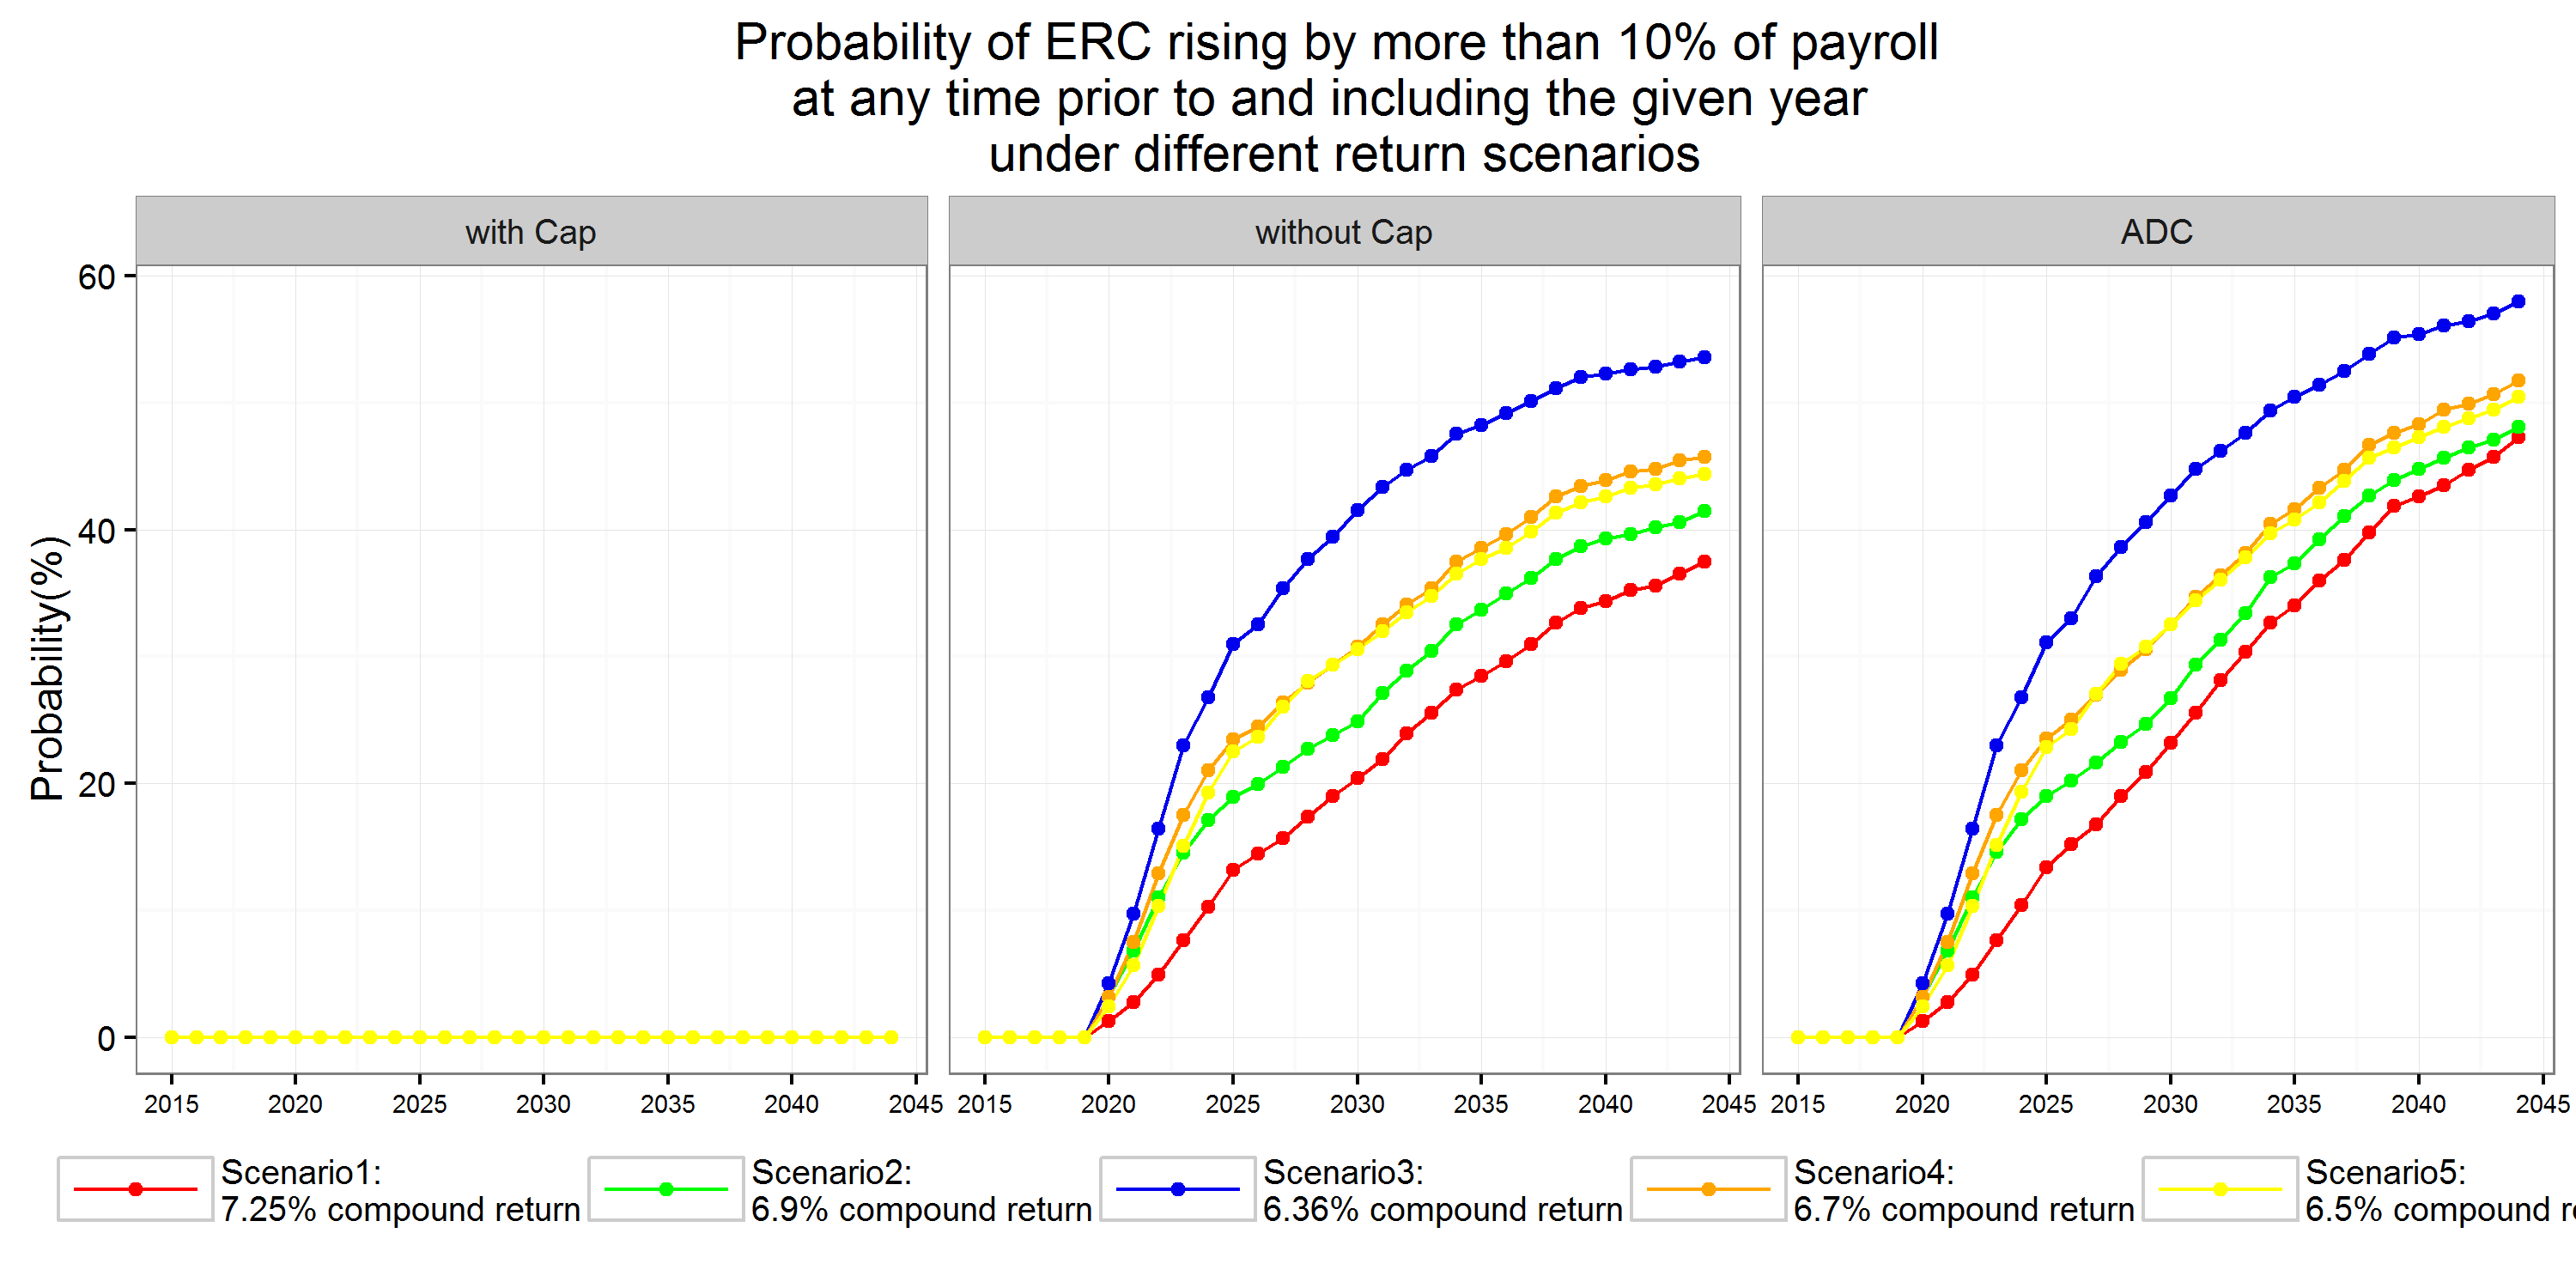 Probability of ERC rising by more than 10% of payroll
at any time prior to and including the given year
under different return scenarios
with Cap
without Cap
ADC
Probability(%)
60
40
20
0
2015 2020 2025 2030 2035 2040 2045
2015 2020 2025 2030 2035 2040 2045
2015 2020 2025 2030 2035 2040 2045
Scenario1:
7.25% compound return
Scenario2:
6.9% compound return
Scenario3:
6.36% compound return
Scenario4:
6.7% compound return
Scenario5:
6.5% compound